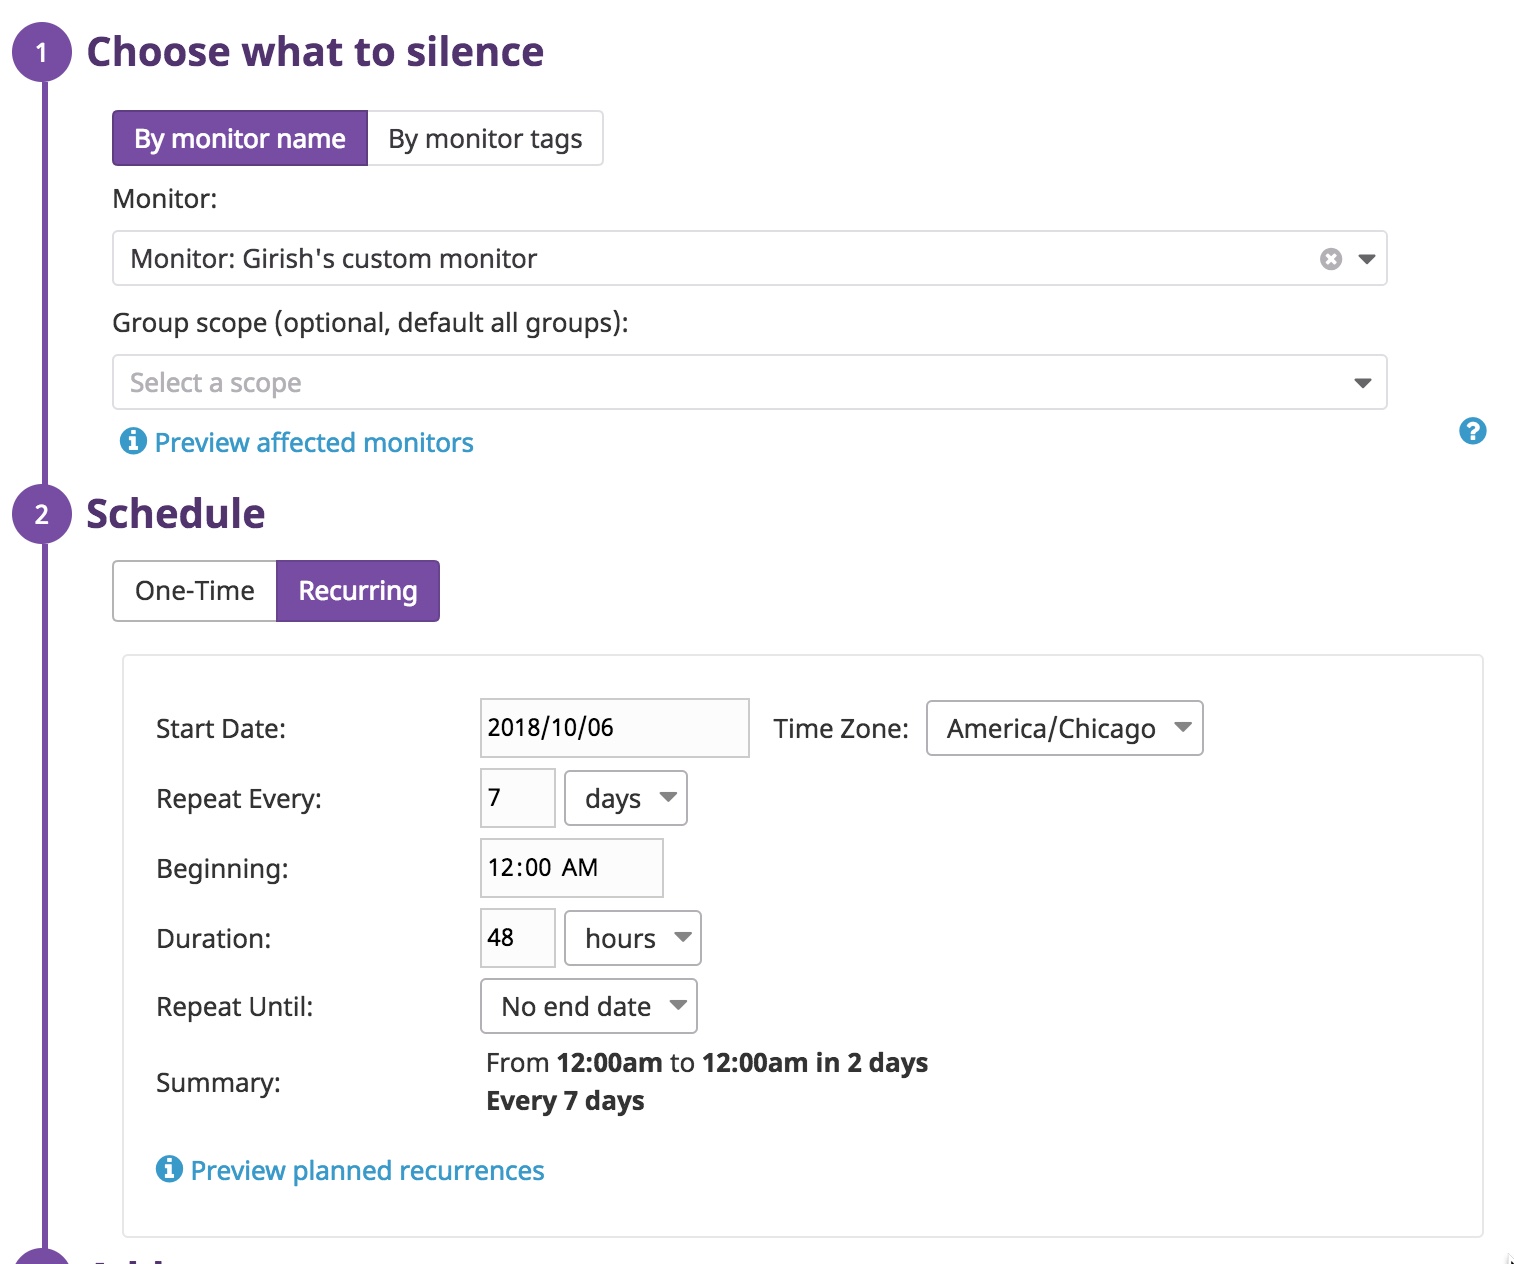 1 Choose what to silence
By monitor name By monitor tags
Monitor:
Monitor: Girish's custom monitor
Group scope (optional, default all groups):
Select a scope
Preview affected monitors
?
2 Schedule
One-Time Recurring
Start Date: 2018/10/06 Time Zone: America/Chicago
Repeat Every: 7 days
Beginning: 12:00 AM
Duration: 48 hours
Repeat Until: No end date
Summary: From 12:00am to 12:00am in 2 days
Every 7 days
Preview planned recurrences